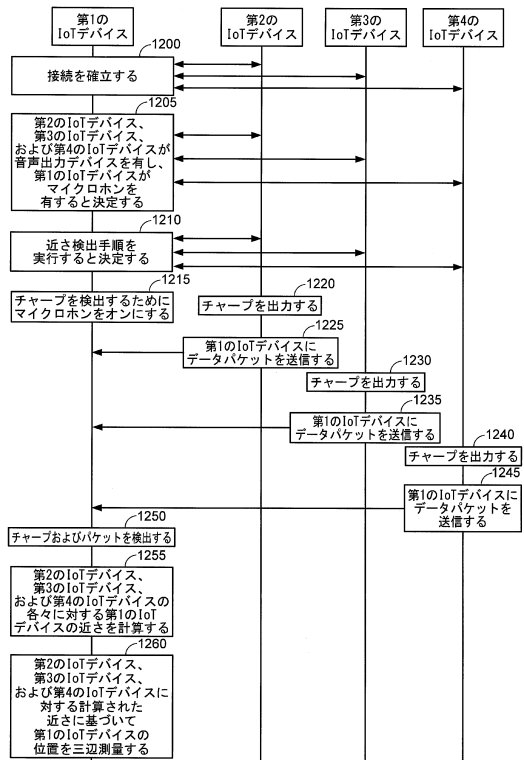 第1の
IoTデバイス
第2の
IoTデバイス
第3の
IoTデバイス
第4の
IoTデバイス
1200
接続を確立する
1205
第2のIoTデバイス、
第3のIoTデバイス、
および第4のIoTデバイスが
音声出力デバイスを有し、
第1のIoTデバイスが
マイクロホンを
有すると決定する
1210
近さ検出手順を
実行すると決定する
1215
チャープを検出するために
マイクロホンをオンにする
1220
チャープを出力する
1225
第1のIoTデバイスに
データパケットを送信する
1230
チャープを出力する
1235
第1のIoTデバイスに
データパケットを送信する
1240
チャープを出力する
1245
第1のIoTデバイスに
データパケットを
送信する
1250
チャープおよびパケットを検出する
1255
第2のIoTデバイス、
第3のIoTデバイス、
および第4のIoTデバイスの
各々に対する第1のIoT
デバイスの近さを計算する
1260
第2のIoTデバイス、
第3のIoTデバイス、
および第4のIoTデバイスに
対する計算された
近さに基づいて
第1のIoTデバイスの
位置を三辺測量する